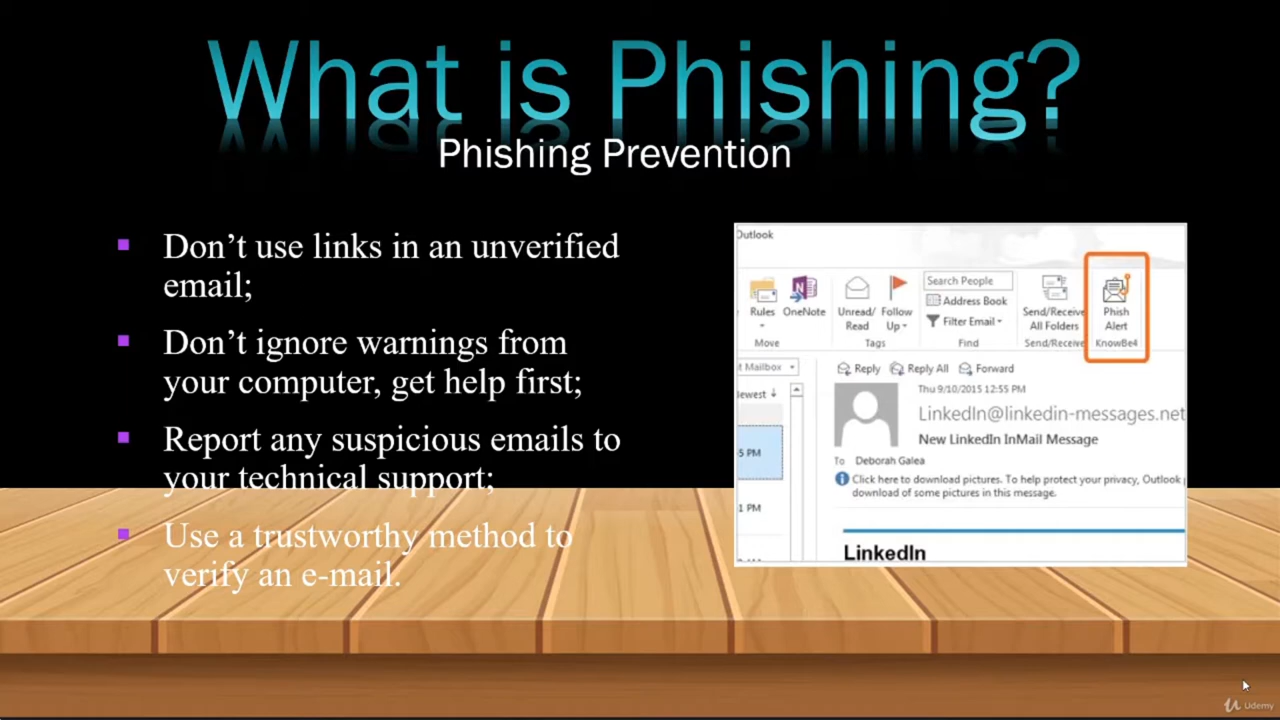 What is Phishing?
Phishing Prevention
Don't use links in an unverified
email;
Don't ignore warnings from
your computer, get help first;
Report any suspicious emails to
your technical support;
Use a trustworthy method to
verify an e-mail.
Outlook
Rules
OneNote
Move
Unread/
Read
Follow
Up
Tags
Search People
Address Book
Filter Email
Find
Send/Receive
All Folders
Send/Receive
Phish
Alert
KnowBe4
t Mailbox
ewest
5 PM
1 PM
Reply Reply All Forward
Thu 9/10/2015 12:55 PM
LinkedIn@linkedin-messages.net
New LinkedIn InMail Message
To Deborah Galea
Click here to download pictures. To help protect your privacy, Outlook
download of some pictures in this message.
LinkedIn
Udemy